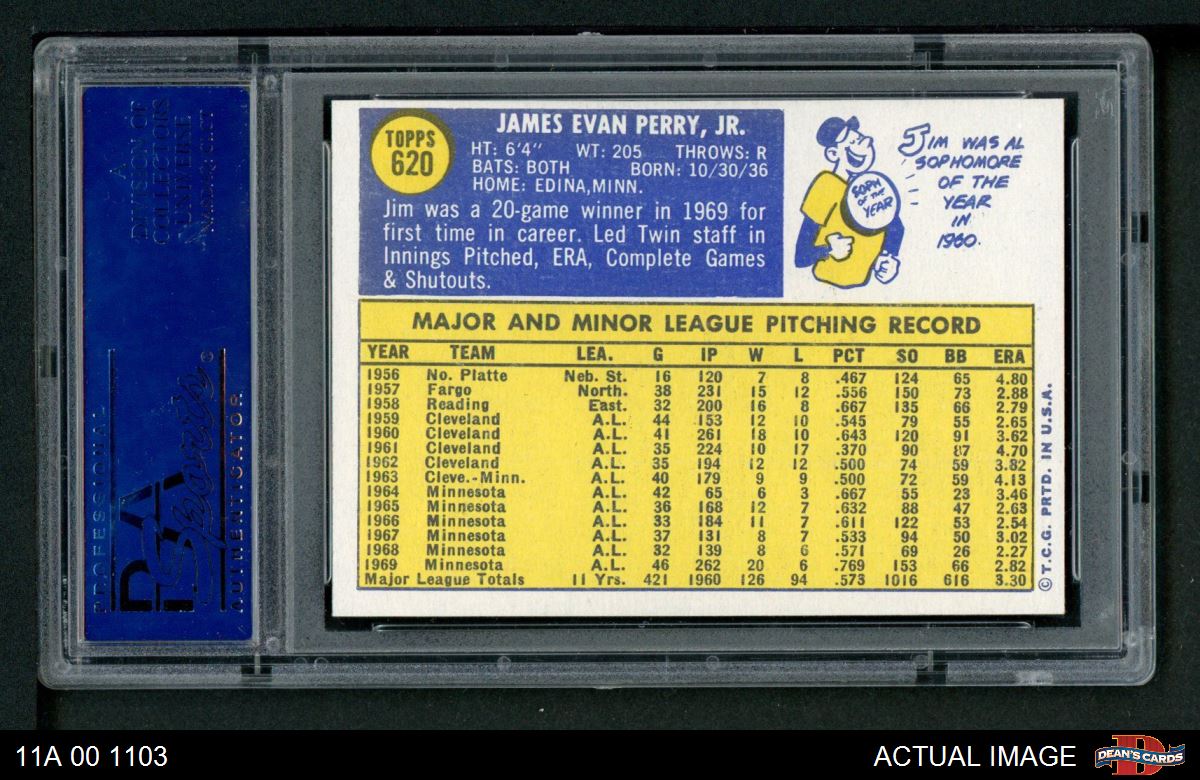 A
DIVISION OF
COLLECTORS
UNIVERSE
NASDAQ: CLCT
PROFESSIONAL
PSA
Sports
AUTHENTICATOR
TOPPS
620
JAMES EVAN PERRY, JR.
HT: 6'4" WT: 205 THROWS: R
BATS: BOTH BORN: 10/30/36
HOME: EDINA, MINN.
Jim was a 20-game winner in 1969 for
first time in career. Led Twin staff in
Innings Pitched, ERA, Complete Games
& Shutouts.
SOPH
OF THE
YEAR
JIM WAS AL
SOPHOMORE
OF THE
YEAR
IN
1960.
MAJOR AND MINOR LEAGUE PITCHING RECORD
YEAR TEAM LEA. G IP W L PCT SO BB ERA
1956 No. Platte Neb. St. 16 120 7 8 .467 124 65 4.80
1957 Fargo North. 38 231 15 12 .556 150 73 2.88
1958 Reading East. 32 200 16 8 .667 135 66 2.79
1959 Cleveland A.L. 44 153 12 10 .545 79 55 2.65
1960 Cleveland A.L. 41 261 18 10 .643 120 91 3.62
1961 Cleveland A.L. 35 224 10 17 .370 90 87 4.70
1962 Cleveland A.L. 35 194 12 12 .500 74 59 3.82
1963 Cleve.-Minn. A.L. 40 179 9 9 .500 72 59 4.13
1964 Minnesota A.L. 42 65 6 3 .667 55 23 3.46
1965 Minnesota A.L. 36 168 12 7 .632 88 47 2.63
1966 Minnesota A.L. 33 184 11 7 .611 122 53 2.54
1967 Minnesota A.L. 37 131 8 7 .533 94 50 3.02
1968 Minnesota A.L. 32 139 8 6 .571 69 26 2.27
1969 Minnesota A.L. 46 262 20 6 .769 153 66 2.82
Major League Totals 11 Yrs. 421 1960 126 94 .573 1016 616 3.30
© T.C.G. PRTD. IN U.S.A.
11A 00 1103
ACTUAL IMAGE
DEAN'S CARDS